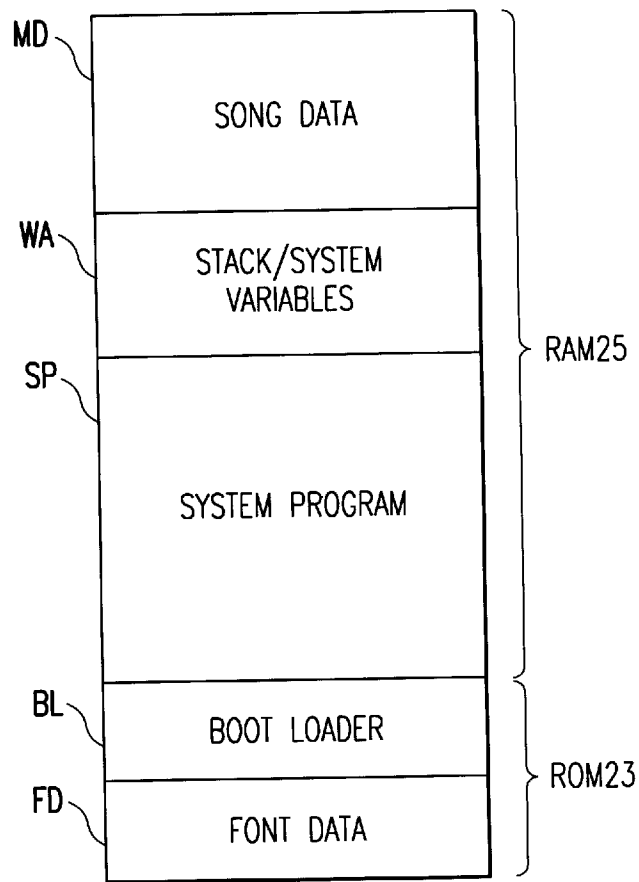 MD
SONG DATA
WA
STACK/SYSTEM
VARIABLES
RAM25
SP
SYSTEM PROGRAM
BL
BOOT LOADER
ROM23
FD
FONT DATA